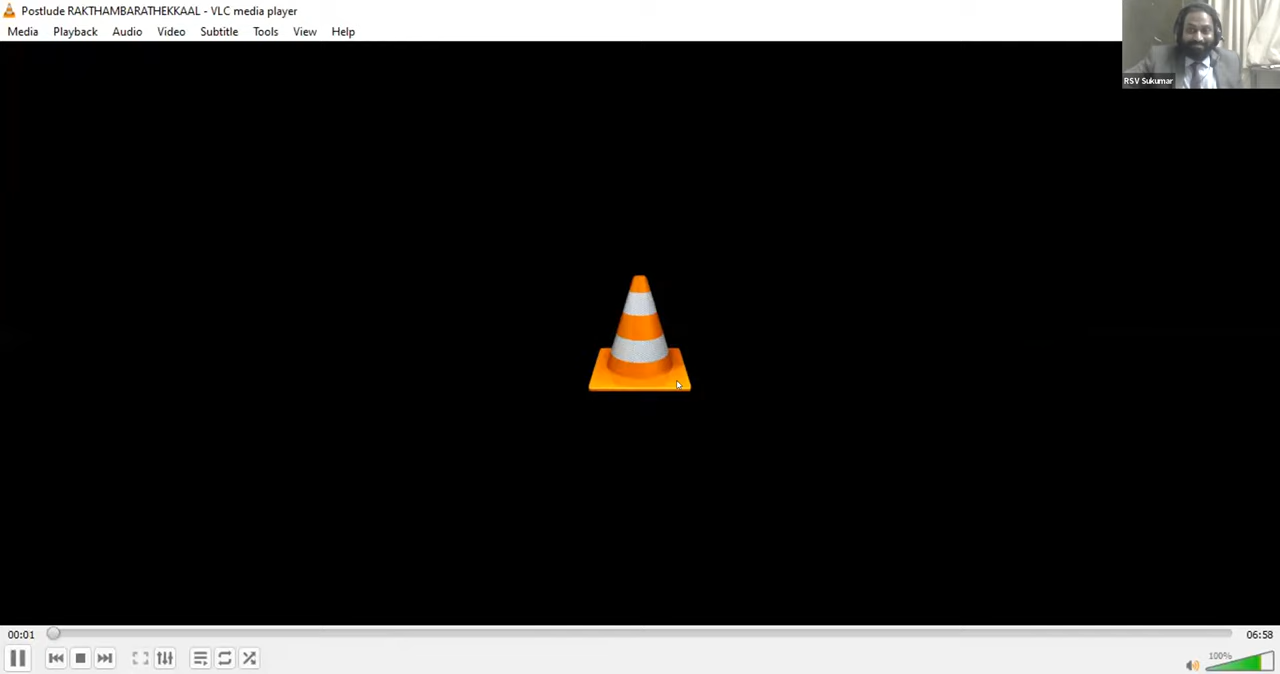 Postlude RAKTHAMBARATHEKKAAL - VLC media player
Media Playback Audio Video Subtitle Tools View Help
RSV Sukumar
00:01 06:58
100%